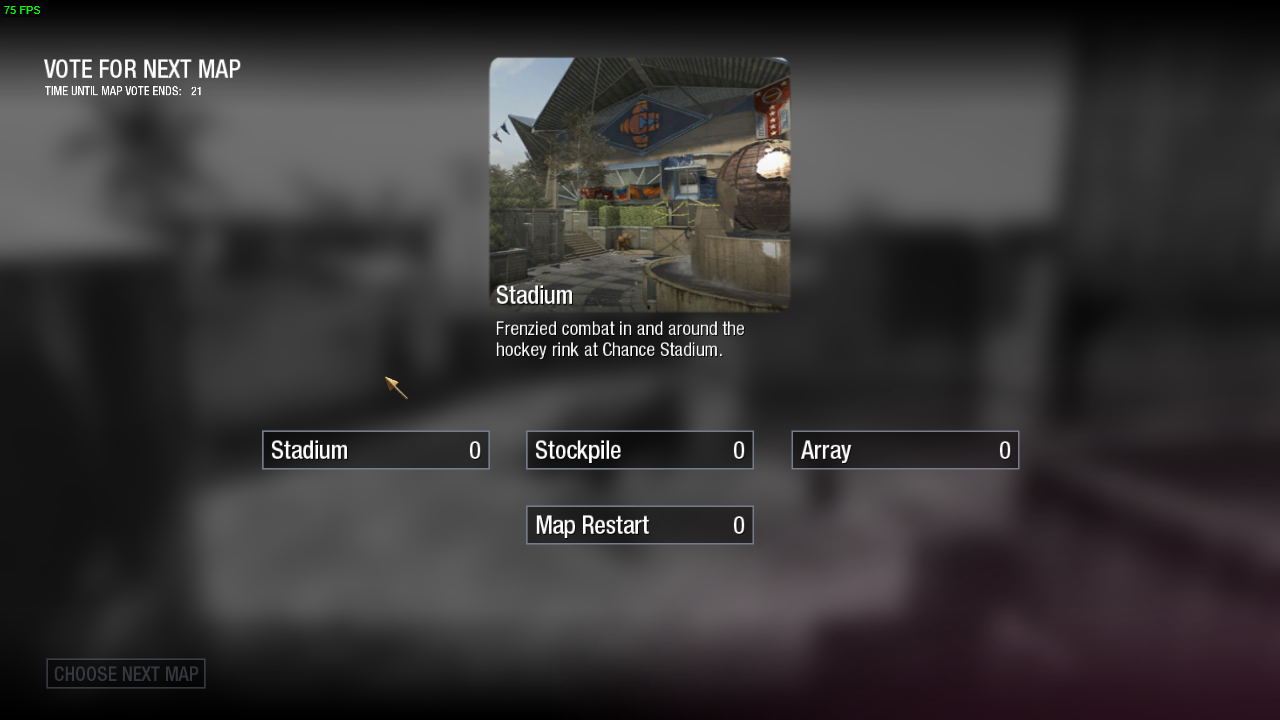 75 FPS
VOTE FOR NEXT MAP
TIME UNTIL MAP VOTE ENDS: 21
Stadium
Frenzied combat in and around the
hockey rink at Chance Stadium.
Stadium 0
Stockpile 0
Array 0
Map Restart 0
CHOOSE NEXT MAP